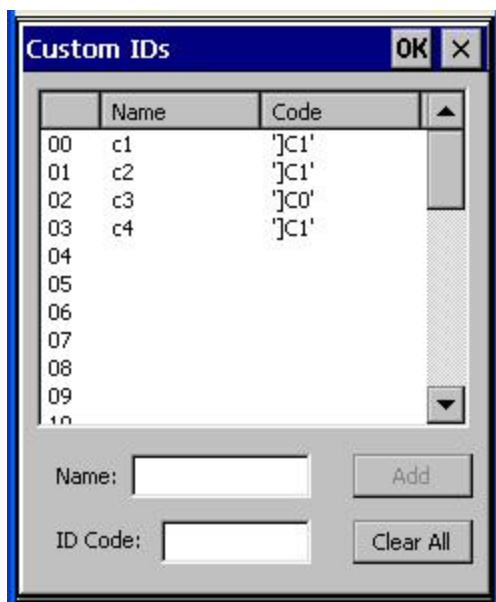 Custom IDs OK ×
Name Code
00 c1 ']C1'
01 c2 ']C1'
02 c3 ']C0'
03 c4 ']C1'
04
05
06
07
08
09
10
Name: Add
ID Code: Clear All